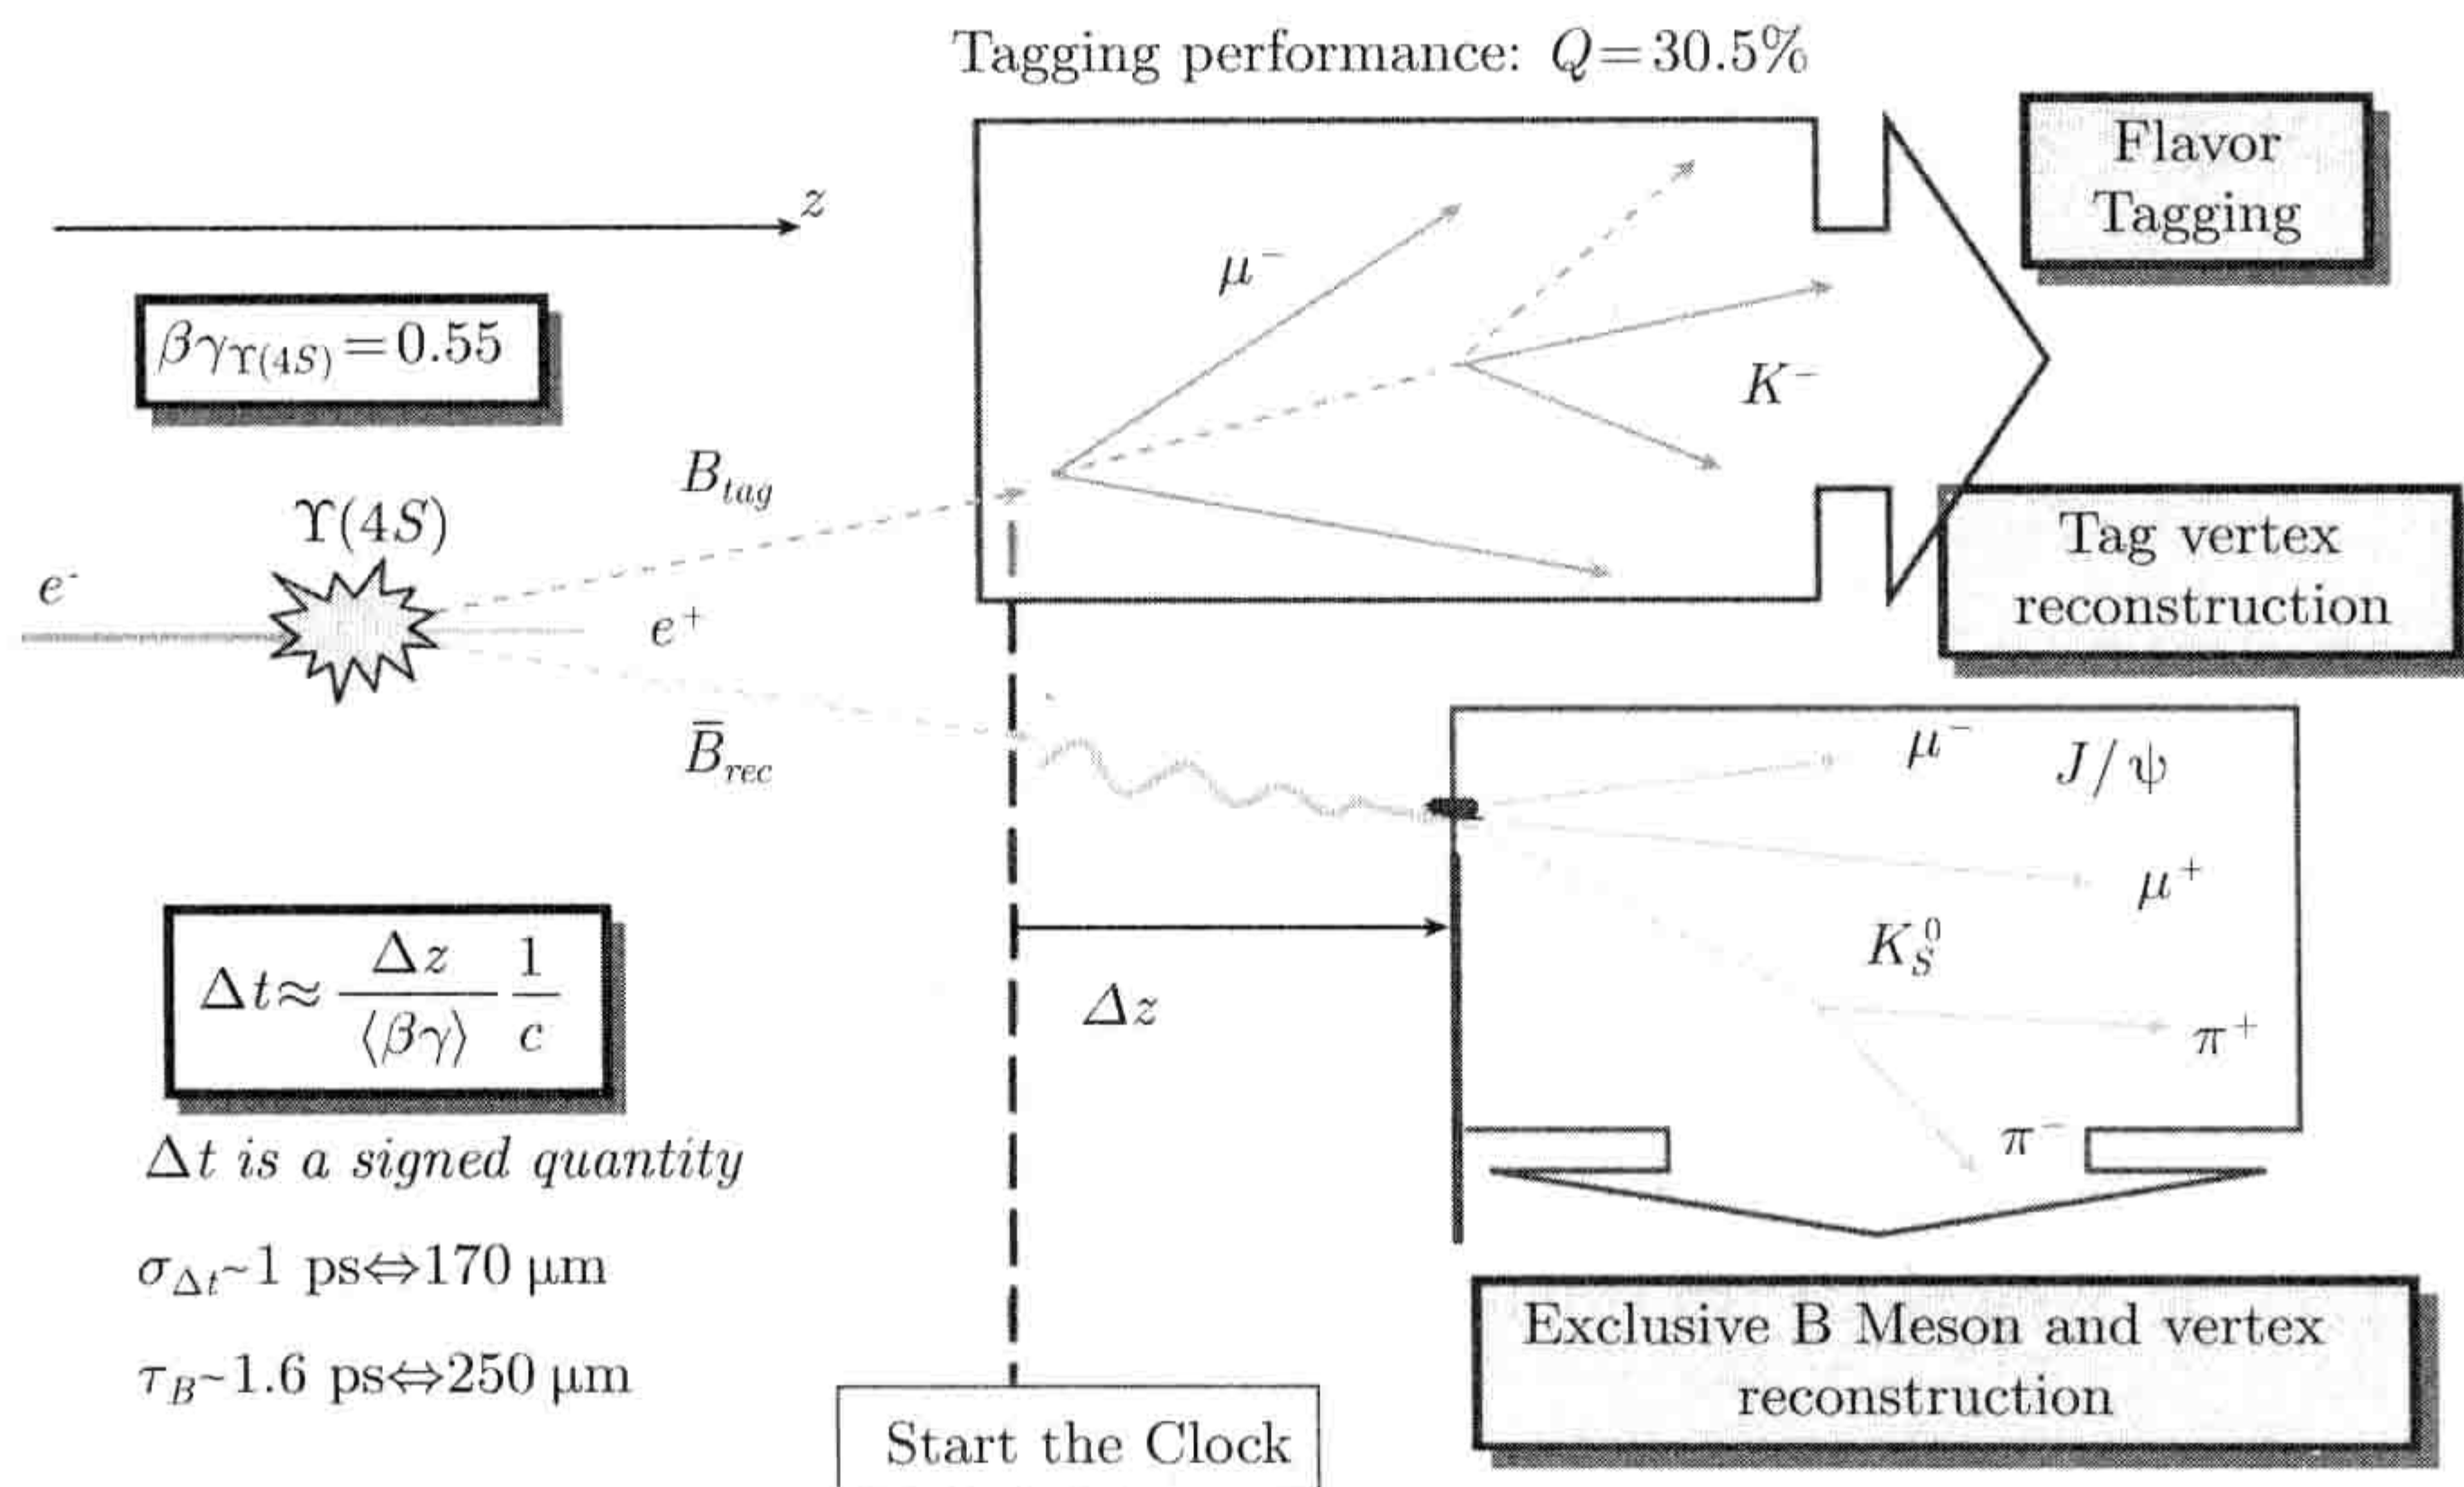 Tagging performance: Q=30.5%
Flavor
Tagging
z
μ⁻
βγ_Υ(4S)=0.55
K⁻
B_tag
Υ(4S)
Tag vertex
reconstruction
e⁻
e⁺
B̅_rec
μ⁻
J/ψ
μ⁺
K_S^0
Δt≈ Δz/⟨βγ⟩ 1/c
Δz
π⁺
π⁻
Δt is a signed quantity
σ_Δt~1 ps⇔170 μm
τ_B~1.6 ps⇔250 μm
Exclusive B Meson and vertex
reconstruction
Start the Clock